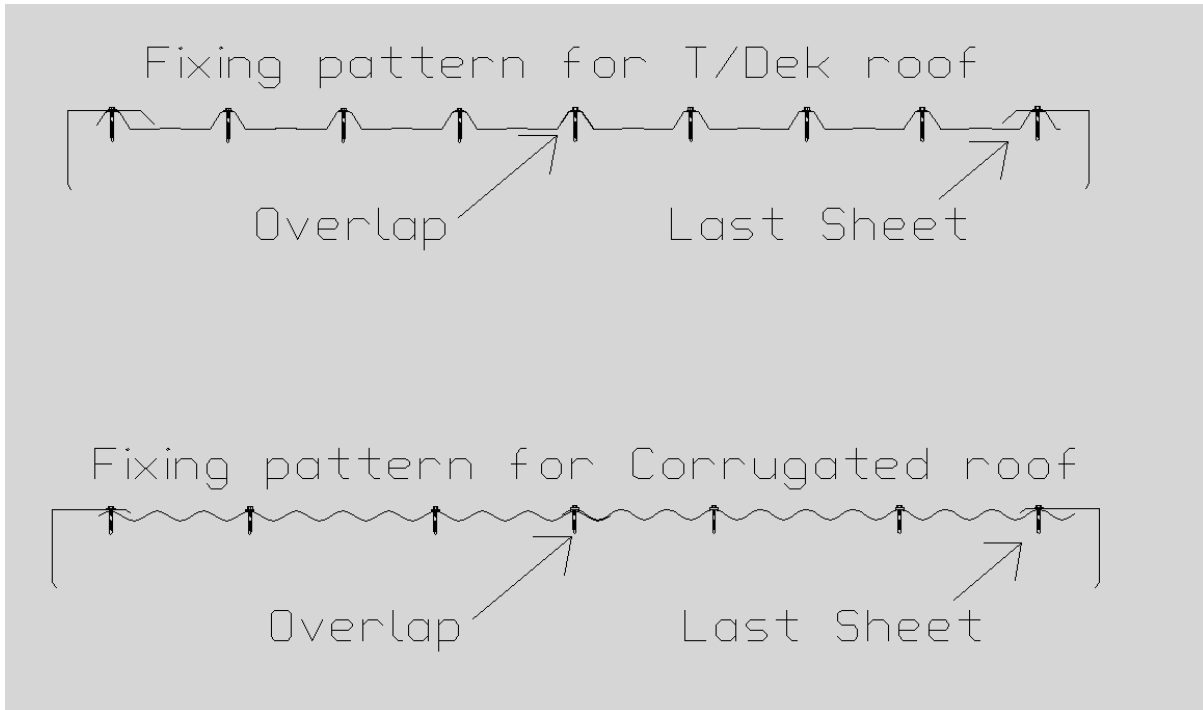 Fixing pattern for T/Dek roof
Overlap
Last Sheet
Fixing pattern for Corrugated roof
Overlap
Last Sheet